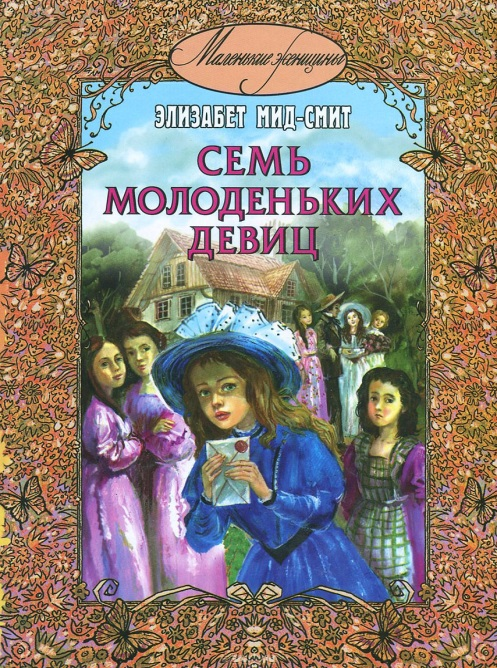 Маленькие женщины
ЭЛИЗАБЕТ МИД-СМИТ
СЕМЬ
МОЛОДЕНЬКИХ
ДЕВИЦ